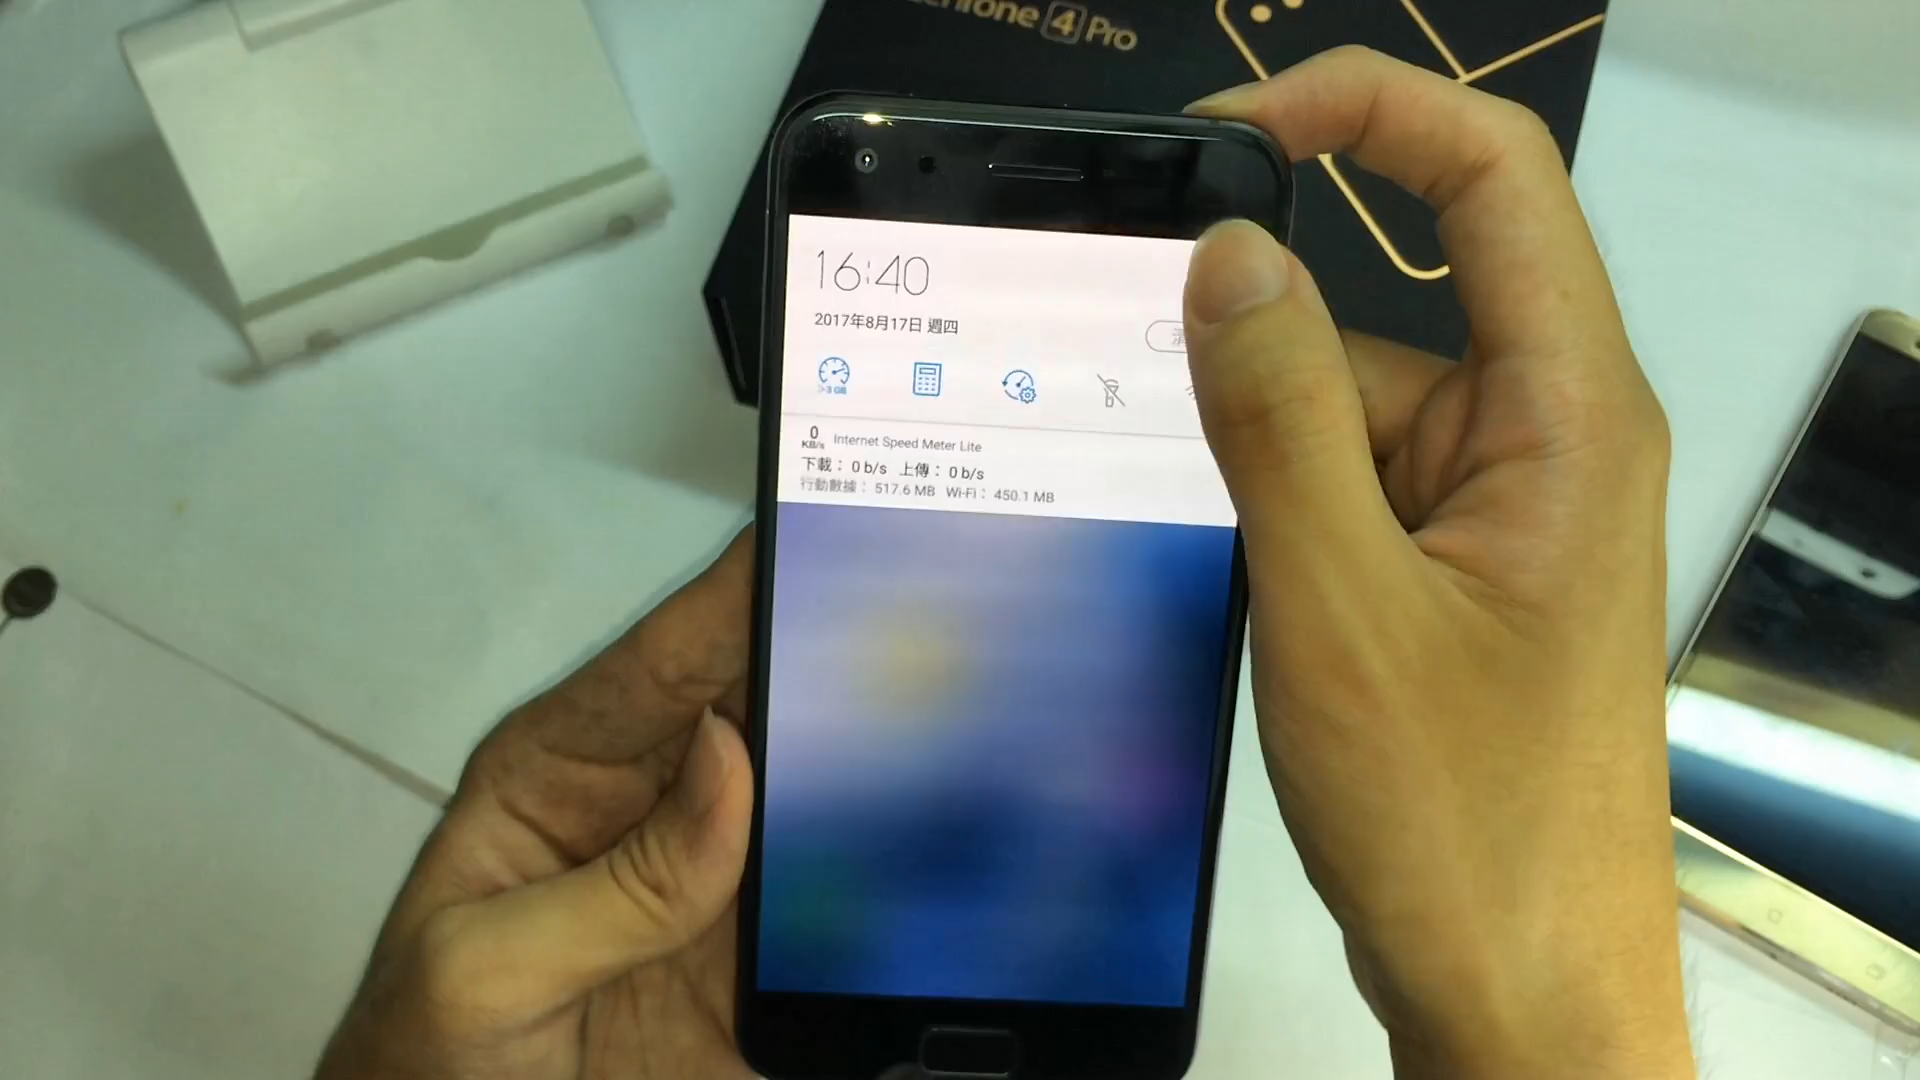 4 Pro
16:40
2017年8月17日 週四
>3 GB
0
KB/s
Internet Speed Meter Lite
下載： 0 b/s 上傳： 0 b/s
行動數據： 517.6 MB Wi-Fi： 450.1 MB